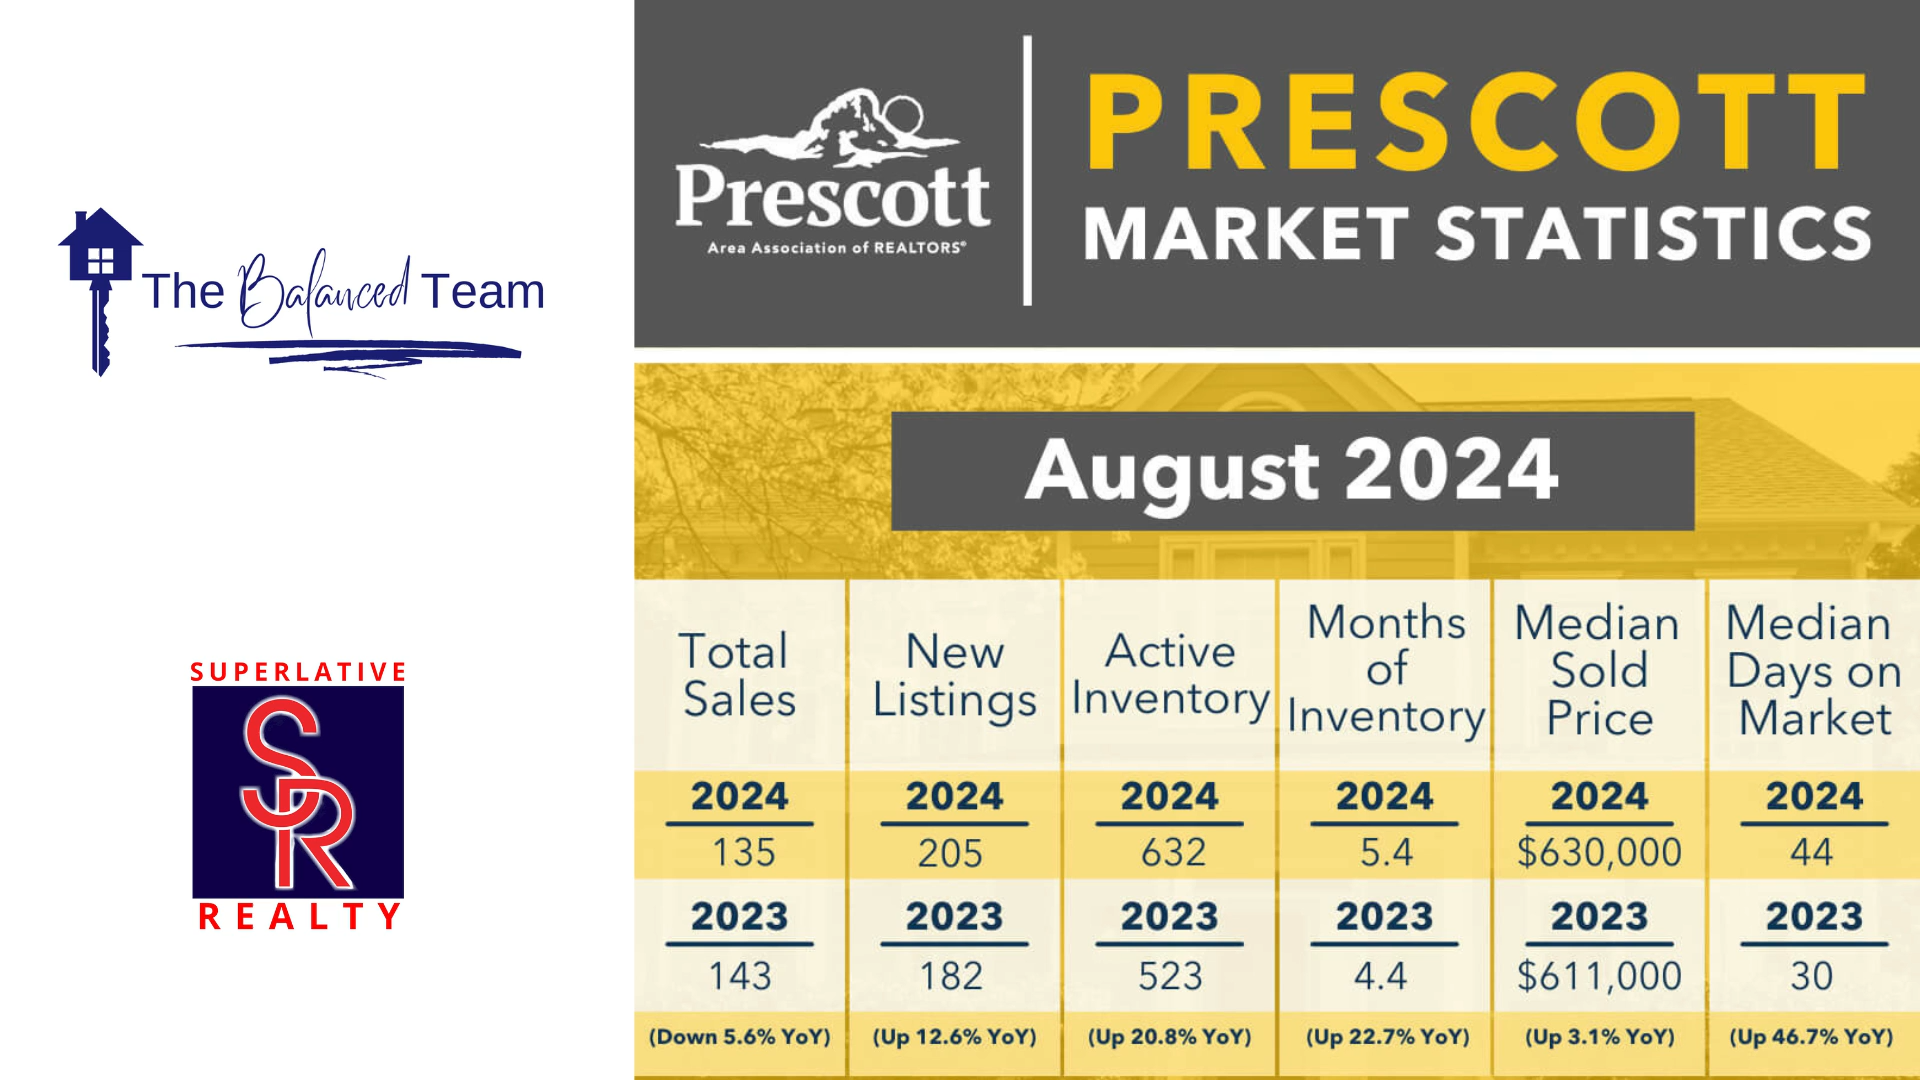 The Balanced Team
SUPERLATIVE
SR
REALTY
Prescott
Area Association of REALTORS®
PRESCOTT
MARKET STATISTICS
August 2024
Total
Sales
2024
135
2023
143
(Down 5.6% YoY)
New
Listings
2024
205
2023
182
(Up 12.6% YoY)
Active
Inventory
2024
632
2023
523
(Up 20.8% YoY)
Months
of
Inventory
2024
5.4
2023
4.4
(Up 22.7% YoY)
Median
Sold
Price
2024
$630,000
2023
$611,000
(Up 3.1% YoY)
Median
Days on
Market
2024
44
2023
30
(Up 46.7% YoY)